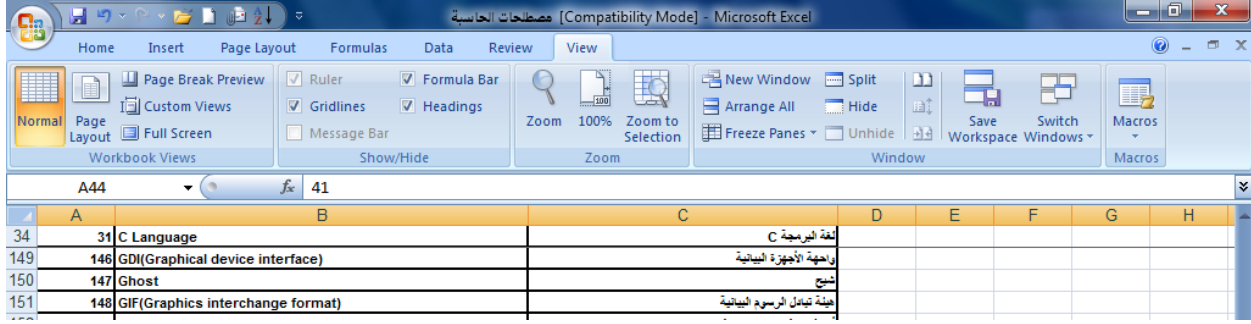 مصطلحات الحاسبة [Compatibility Mode] - Microsoft Excel
Home Insert Page Layout Formulas Data Review View
Normal
Page Layout
Page Break Preview
Custom Views
Full Screen
Workbook Views
Ruler
Gridlines
Message Bar
Formula Bar
Headings
Show/Hide
Zoom
100%
Zoom to Selection
Zoom
New Window
Arrange All
Freeze Panes
Split
Hide
Unhide
Save Workspace
Switch Windows
Window
Macros
Macros
A44 fx 41
A B C D E F G H
34 31 C Language لغة البرمجة C
149 146 GDI(Graphical device interface) واجهة الأجهزة البيانية
150 147 Ghost شبح
151 148 GIF(Graphics interchange format) هيئة تبادل الرسوم البيانية